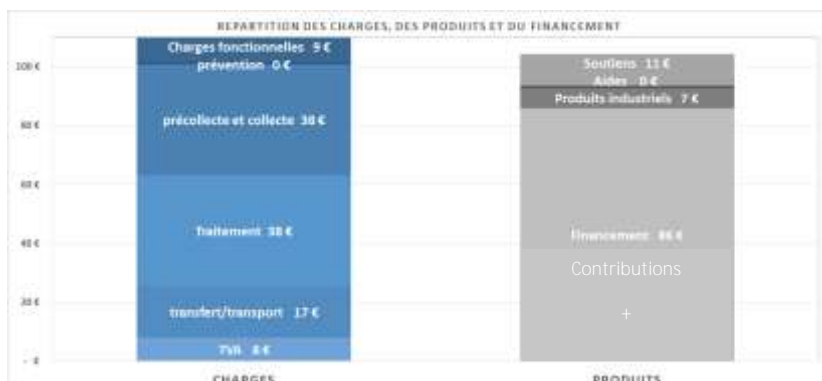 REPARTITION DES CHARGES, DES PRODUITS ET DU FINANCEMENT
100 €
80 €
60 €
40 €
20 €
- €
Charges fonctionnelles 9 €
prévention 0 €
précollecte et collecte 38 €
Traitement 38 €
transfert/transport 17 €
TVA 8 €
CHARGES
Soutiens 11 €
Aides 0 €
Produits industriels 7 €
Financement 86 €
Contributions
+
PRODUITS